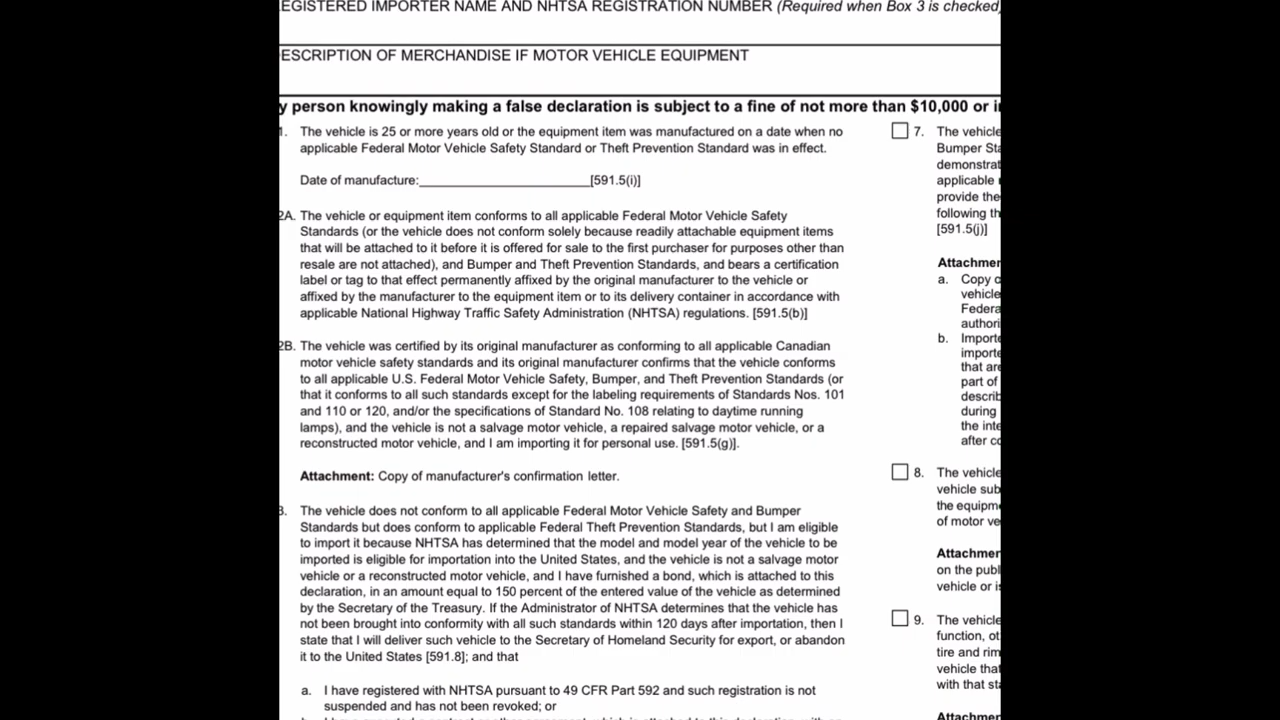 EGISTERED IMPORTER NAME AND NHTSA REGISTRATION NUMBER (Required when Box 3 is checked)
ESCRIPTION OF MERCHANDISE IF MOTOR VEHICLE EQUIPMENT
y person knowingly making a false declaration is subject to a fine of not more than $10,000 or i
1. The vehicle is 25 or more years old or the equipment item was manufactured on a date when no
applicable Federal Motor Vehicle Safety Standard or Theft Prevention Standard was in effect.
Date of manufacture:________________________[591.5(i)]
2A. The vehicle or equipment item conforms to all applicable Federal Motor Vehicle Safety
Standards (or the vehicle does not conform solely because readily attachable equipment items
that will be attached to it before it is offered for sale to the first purchaser for purposes other than
resale are not attached), and Bumper and Theft Prevention Standards, and bears a certification
label or tag to that effect permanently affixed by the original manufacturer to the vehicle or
affixed by the manufacturer to the equipment item or to its delivery container in accordance with
applicable National Highway Traffic Safety Administration (NHTSA) regulations. [591.5(b)]
2B. The vehicle was certified by its original manufacturer as conforming to all applicable Canadian
motor vehicle safety standards and its original manufacturer confirms that the vehicle conforms
to all applicable U.S. Federal Motor Vehicle Safety, Bumper, and Theft Prevention Standards (or
that it conforms to all such standards except for the labeling requirements of Standards Nos. 101
and 110 or 120, and/or the specifications of Standard No. 108 relating to daytime running
lamps), and the vehicle is not a salvage motor vehicle, a repaired salvage motor vehicle, or a
reconstructed motor vehicle, and I am importing it for personal use. [591.5(g)].
Attachment: Copy of manufacturer's confirmation letter.
3. The vehicle does not conform to all applicable Federal Motor Vehicle Safety and Bumper
Standards but does conform to applicable Federal Theft Prevention Standards, but I am eligible
to import it because NHTSA has determined that the model and model year of the vehicle to be
imported is eligible for importation into the United States, and the vehicle is not a salvage motor
vehicle or a reconstructed motor vehicle, and I have furnished a bond, which is attached to this
declaration, in an amount equal to 150 percent of the entered value of the vehicle as determined
by the Secretary of the Treasury. If the Administrator of NHTSA determines that the vehicle has
not been brought into conformity with all such standards within 120 days after importation, then I
state that I will deliver such vehicle to the Secretary of Homeland Security for export, or abandon
it to the United States [591.8]; and that
a. I have registered with NHTSA pursuant to 49 CFR Part 592 and such registration is not
suspended and has not been revoked; or
7. The vehicle
Bumper Sta
demonstrat
applicable
provide the
following th
[591.5(j)]
Attachmer
a. Copy c
vehicle
Federa
authori
b. Importe
importe
that are
part of
describ
during
the inte
after co
8. The vehicle
vehicle sub
the equipme
of motor ve
Attachmer
on the publ
vehicle or is
9. The vehicle
function, ot
tire and rim
vehicle that
with that sta
Attachmer